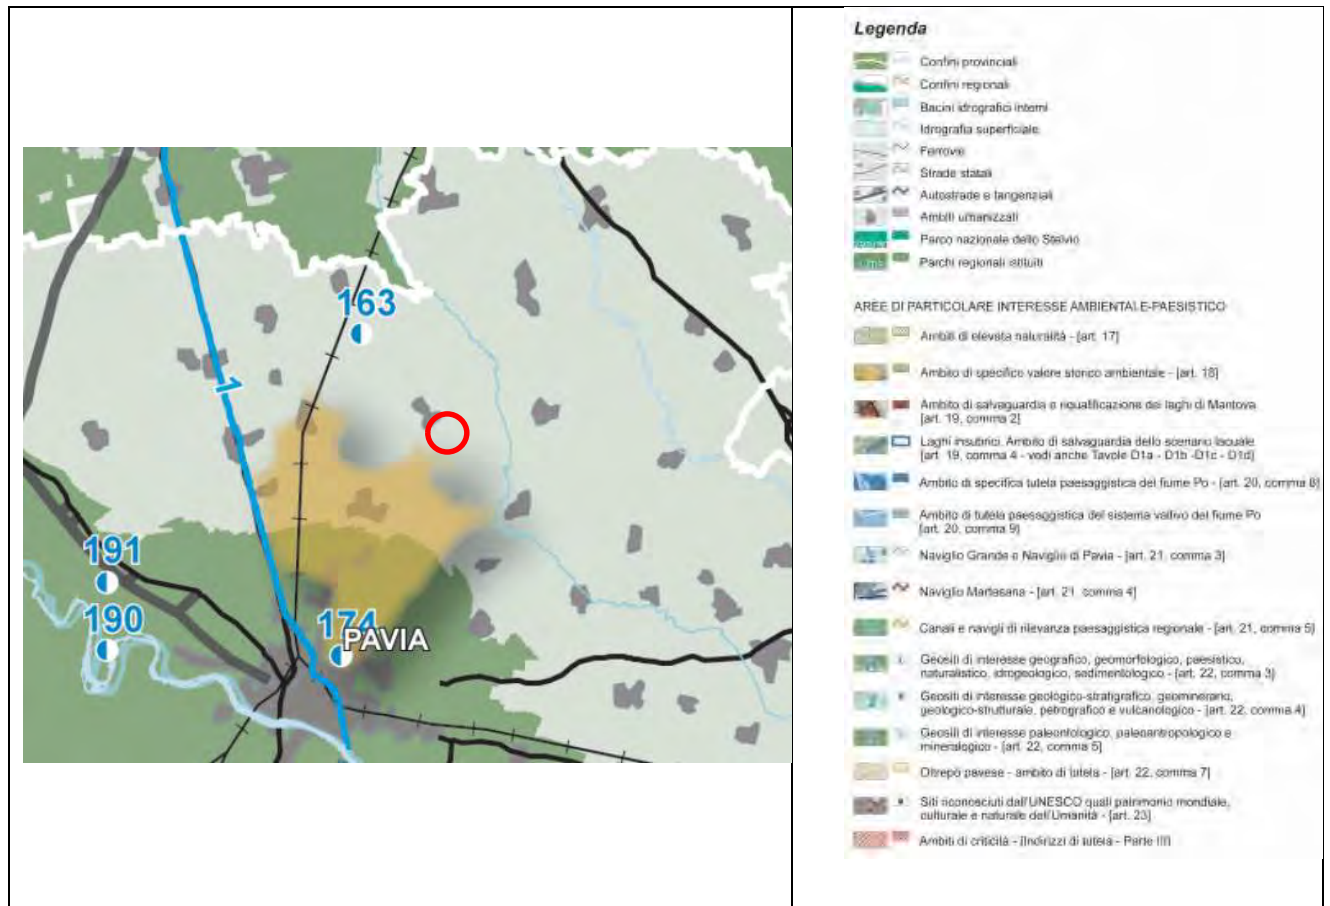 163
1
191
190
174
PAVIA
Legenda
Confini provinciali
Confini regionali
Bacini idrografici interni
Idrografia superficiale
Ferrovie
Strade statali
Autostrade e tangenziali
Ambiti urbanizzati
Parco nazionale dello Stelvio
Parchi regionali istituiti
AREE DI PARTICOLARE INTERESSE AMBIENTALE-PAESISTICO
Ambiti di elevata naturalità - [art. 17]
Ambito di specifico valore storico ambientale - [art. 18]
Ambito di salvaguardia e riqualificazione dei laghi di Mantova
[art. 19, comma 2]
Laghi insubrici. Ambito di salvaguardia dello scenario lacuale
[art. 19, comma 4 - vedi anche Tavole D1a - D1b -D1c - D1d]
Ambito di specifica tutela paesaggistica del fiume Po - [art. 20, comma 8]
Ambito di tutela paesaggistica del sistema vallivo del fiume Po
[art. 20, comma 9]
Naviglio Grande e Naviglio di Pavia - [art. 21, comma 3]
Naviglio Martesana - [art. 21, comma 4]
Canali e navigli di rilevanza paesaggistica regionale - [art. 21, comma 5]
Geositi di interesse geografico, geomorfologico, paesistico,
naturalistico, idrogeologico, sedimentologico - [art. 22, comma 3]
Geositi di interesse geologico-stratigrafico, geominerario,
geologico-strutturale, petrografico e vulcanologico - [art. 22, comma 4]
Geositi di interesse paleontologico, paleoantropologico e
mineralogico - [art. 22, comma 5]
Oltrepò pavese - ambito di tutela - [art. 22, comma 7]
Siti riconosciuti dall'UNESCO quali patrimonio mondiale,
culturale e naturale dell'Umanità - [art. 23]
Ambiti di criticità - [Indirizzi di tutela - Parte III]